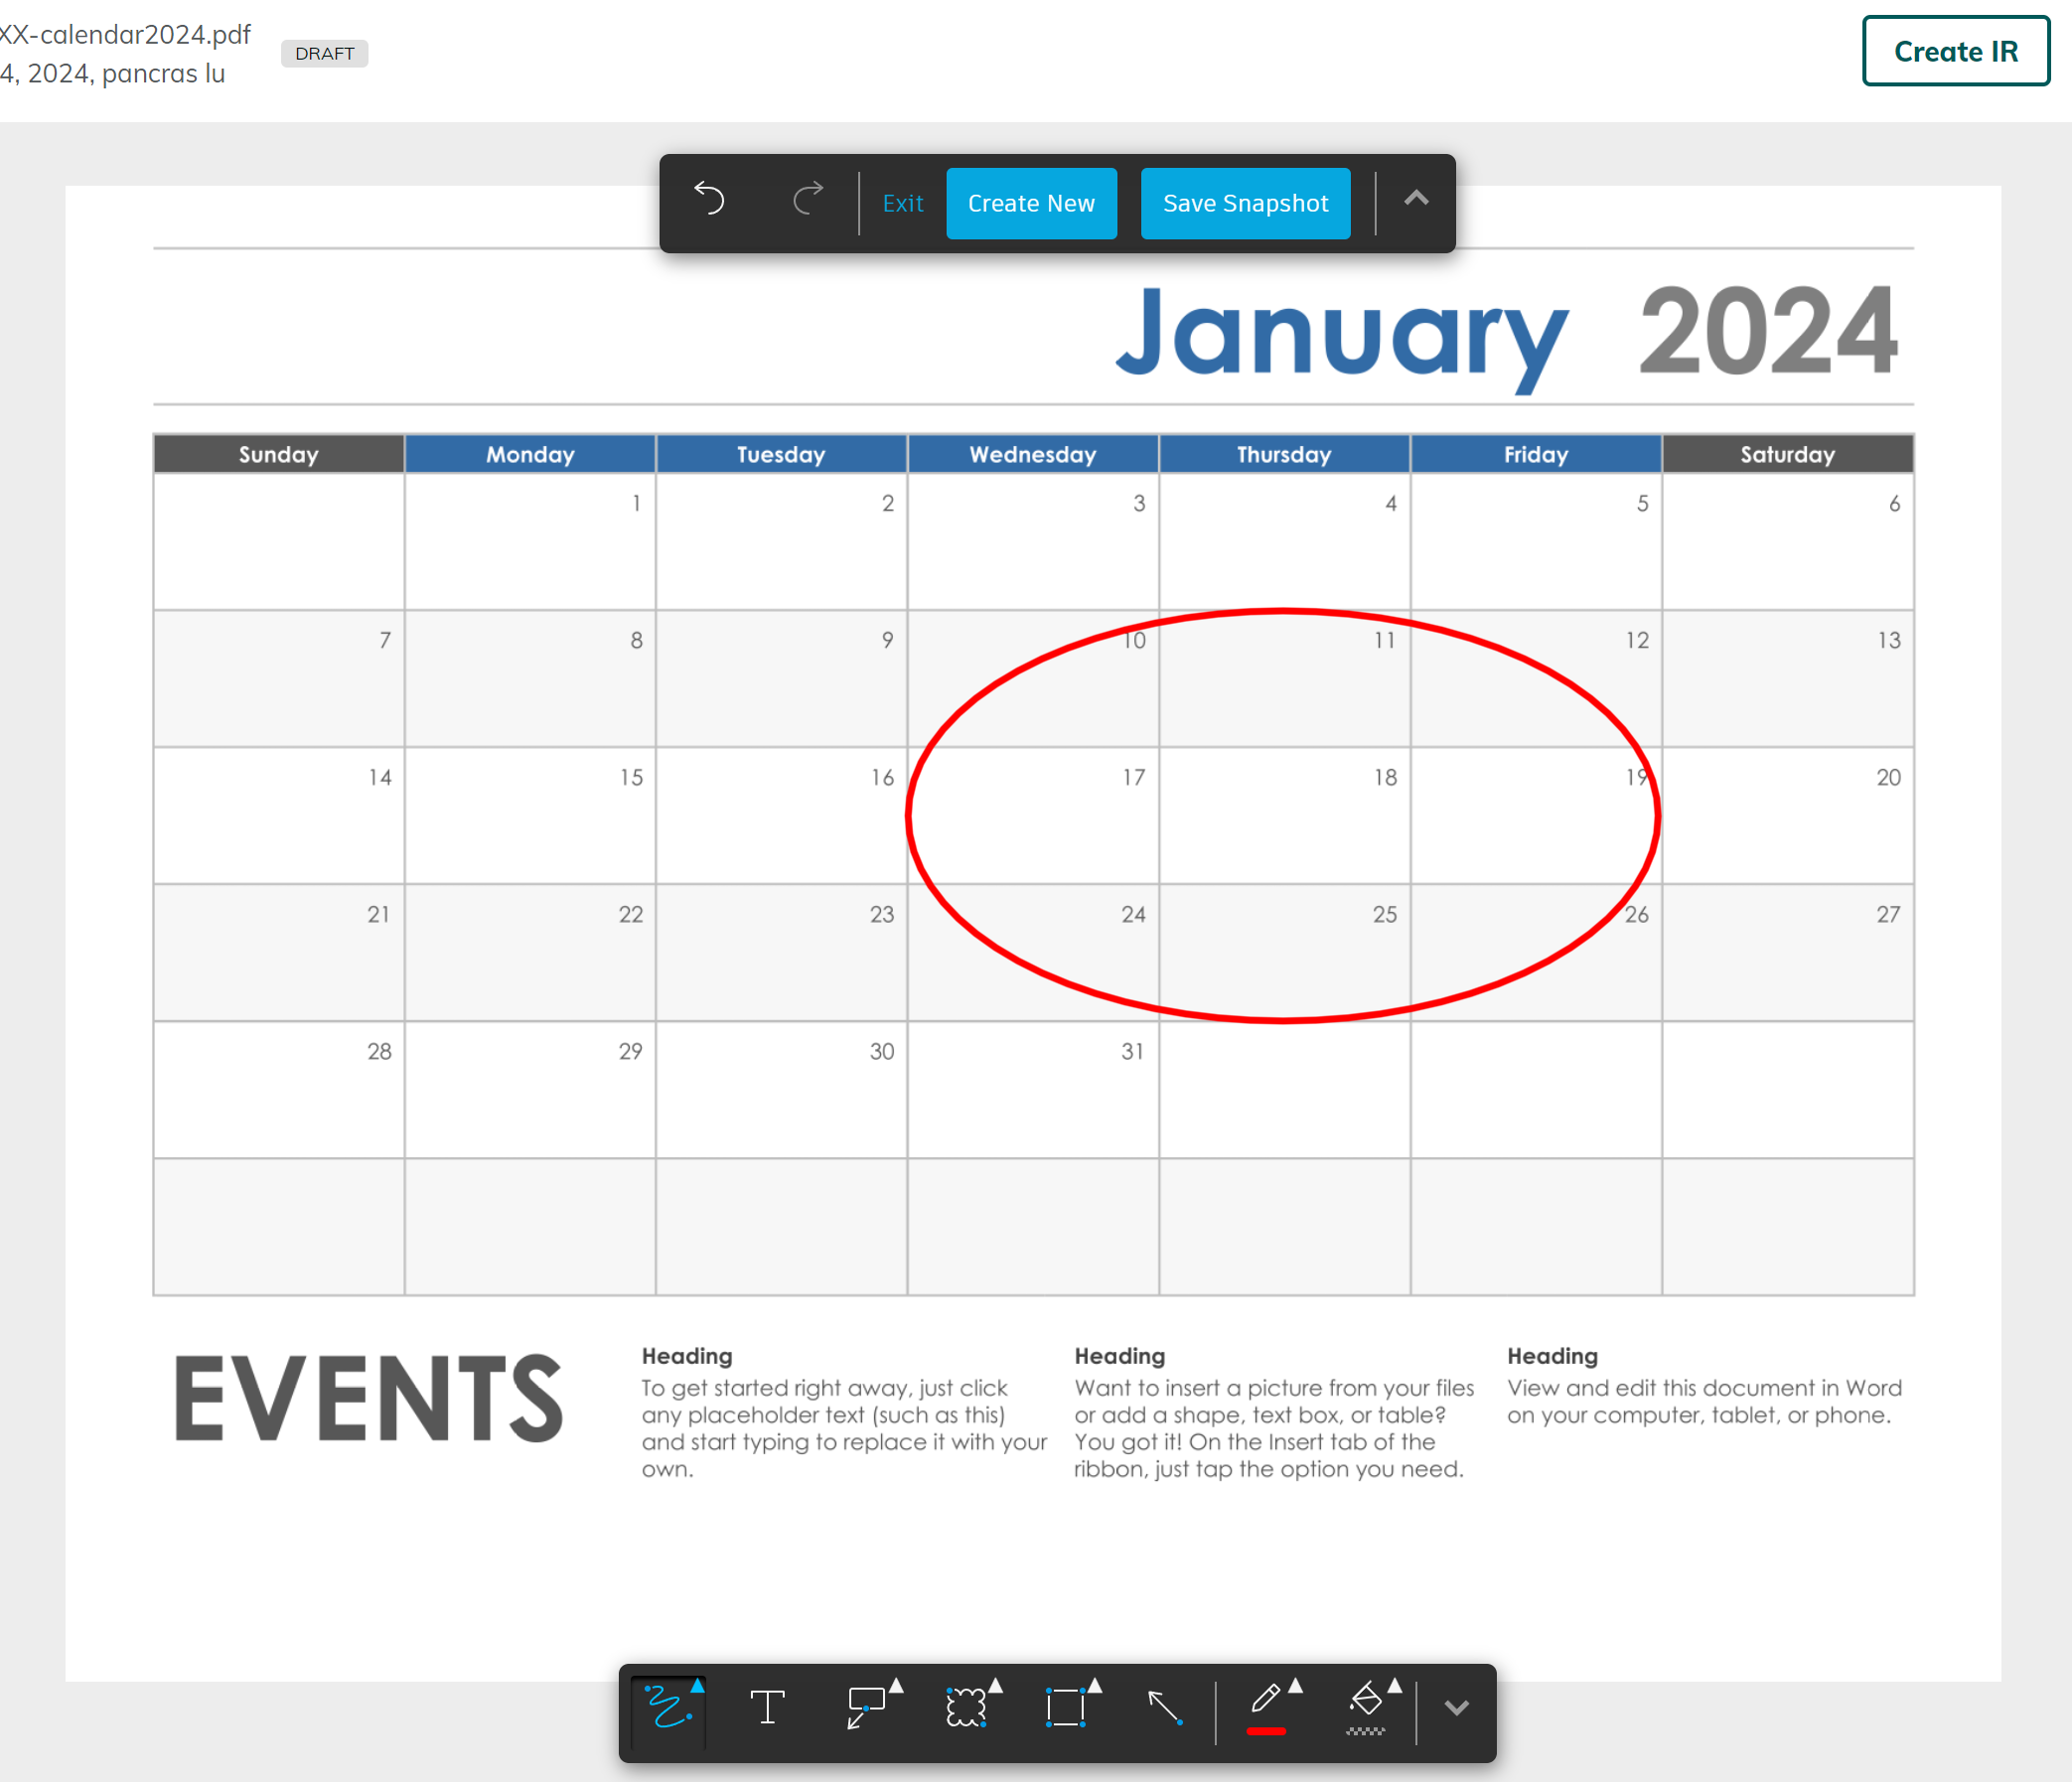 XX-calendar2024.pdf
DRAFT
4, 2024, pancras lu
Create IR
Exit Create New Save Snapshot
January 2024
Sunday Monday Tuesday Wednesday Thursday Friday Saturday
1 2 3 4 5 6
7 8 9 10 11 12 13
14 15 16 17 18 19 20
21 22 23 24 25 26 27
28 29 30 31
EVENTS
Heading
To get started right away, just click
any placeholder text (such as this)
and start typing to replace it with your
own.
Heading
Want to insert a picture from your files
or add a shape, text box, or table?
You got it! On the Insert tab of the
ribbon, just tap the option you need.
Heading
View and edit this document in Word
on your computer, tablet, or phone.
T